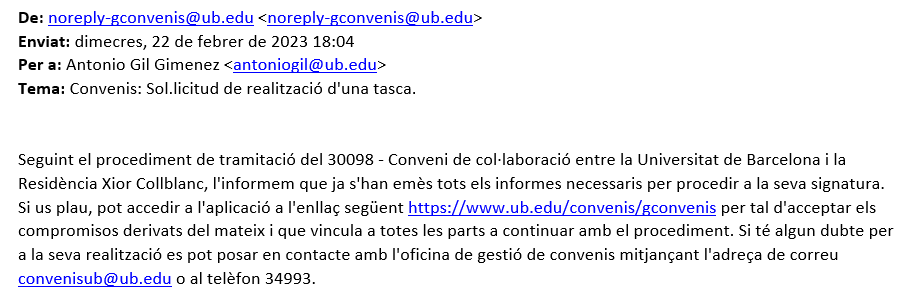 De: noreply-gconvenis@ub.edu <noreply-gconvenis@ub.edu>
Enviat: dimecres, 22 de febrer de 2023 18:04
Per a: Antonio Gil Gimenez <antoniogil@ub.edu>
Tema: Convenis: Sol.licitud de realització d'una tasca.
Seguint el procediment de tramitació del 30098 - Conveni de col·laboració entre la Universitat de Barcelona i la
Residència Xior Collblanc, l'informem que ja s'han emès tots els informes necessaris per procedir a la seva signatura.
Si us plau, pot accedir a l'aplicació a l'enllaç següent https://www.ub.edu/convenis/gconvenis per tal d'acceptar els
compromisos derivats del mateix i que vincula a totes les parts a continuar amb el procediment. Si té algun dubte per
a la seva realització es pot posar en contacte amb l'oficina de gestió de convenis mitjançant l'adreça de correu
convenisub@ub.edu o al telèfon 34993.